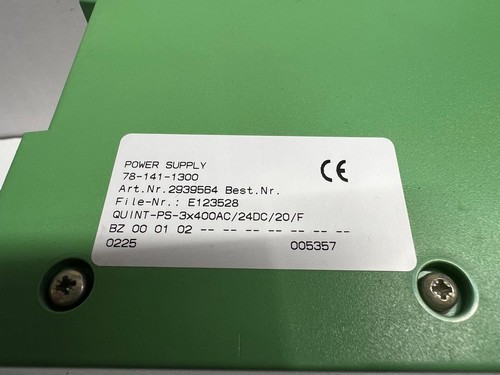 POWER SUPPLY
78-141-1300
Art.Nr.2939564 Best.Nr.
File-Nr.: E123528
QUINT-PS-3x400AC/24DC/20/F
BZ 00 01 02 -- -- -- -- -- -- -- --
0225 005357
CE